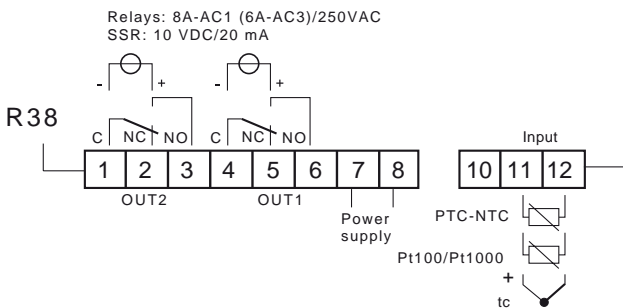 Relays: 8A-AC1 (6A-AC3)/250VAC
SSR: 10 VDC/20 mA
- + - +
R38
C NC NO C NC NO
Input
1 2 3 4 5 6 7 8 10 11 12
OUT2 OUT1
Power
supply
PTC-NTC
Pt100/Pt1000
+
tc